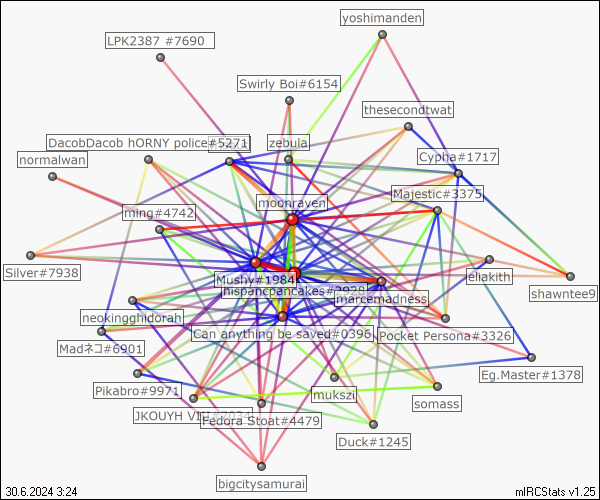 yoshimanden
LPK2387 #7690
Swirly Boi#6154
thesecondtwat
DacobDacob hORNY police#5271
zebula
normalwan
Cypha#1717
Majestic#3375
moonraven
ming#4742
Silver#7938
Mushy#1984
eliakith
shawntee9
hispancpancakes#2928
marcemadness
neokingghidorah
Can anything be saved#0396
Pocket Persona#3326
Madネコ#6901
Eg.Master#1378
Pikabro#9971
mukszi
somass
JKOUYH
Fedora Stoat#4479
Duck#1245
bigcitysamurai
30.6.2024 3:24
mIRCStats v1.25